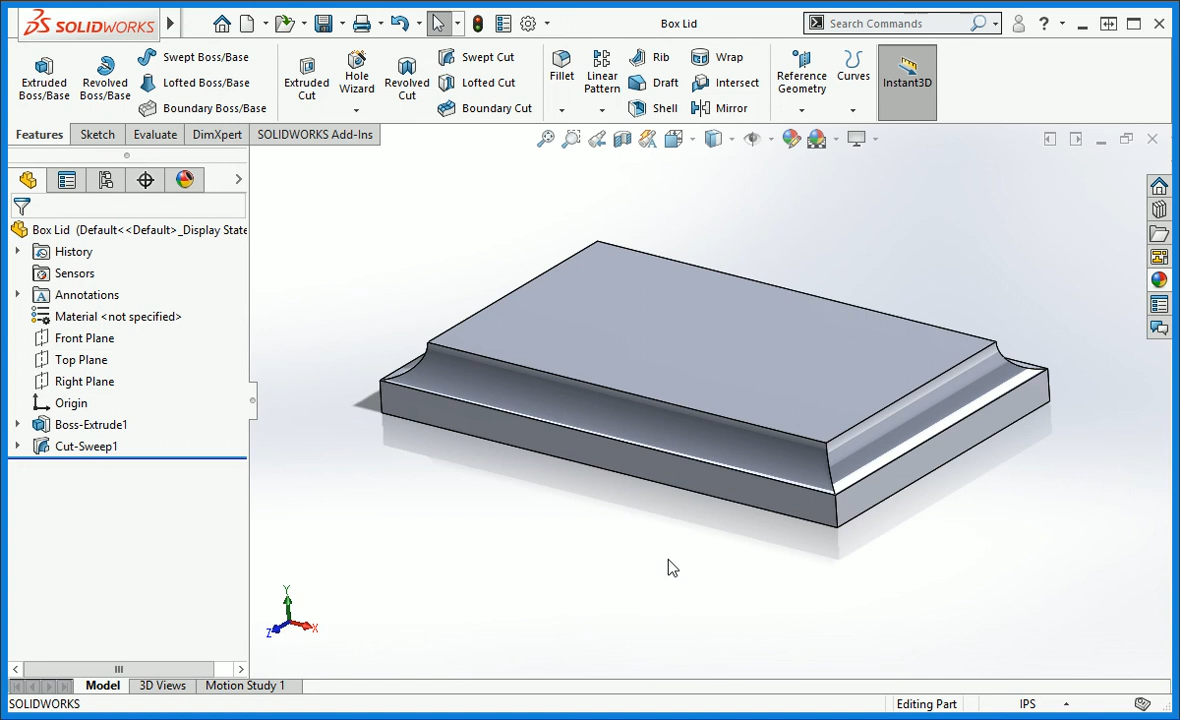 SOLIDWORKS
Box Lid
Search Commands
?
Extruded Boss/Base
Revolved Boss/Base
Swept Boss/Base
Lofted Boss/Base
Boundary Boss/Base
Extruded Cut
Hole Wizard
Revolved Cut
Swept Cut
Lofted Cut
Boundary Cut
Fillet
Linear Pattern
Rib
Draft
Shell
Wrap
Intersect
Mirror
Reference Geometry
Curves
Instant3D
Features
Sketch
Evaluate
DimXpert
SOLIDWORKS Add-Ins
Box Lid (Default<<Default>_Display State
History
Sensors
Annotations
Material <not specified>
Front Plane
Top Plane
Right Plane
Origin
Boss-Extrude1
Cut-Sweep1
Y
Z
X
Model
3D Views
Motion Study 1
SOLIDWORKS
Editing Part
IPS